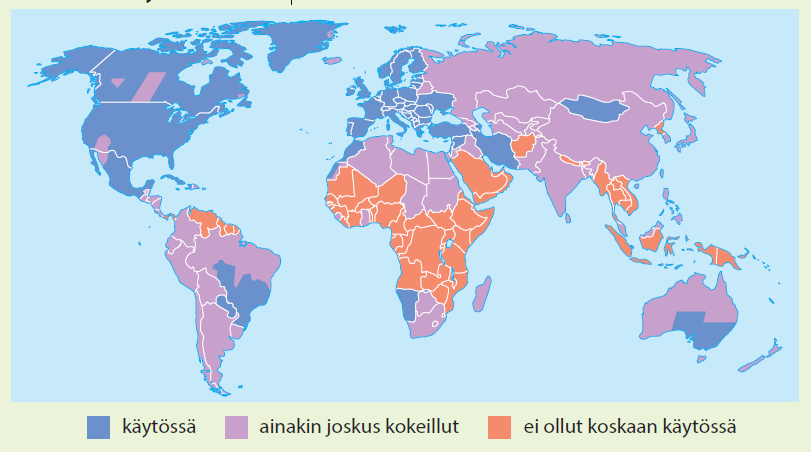 käytössä ainakin joskus kokeillut ei ollut koskaan käytössä